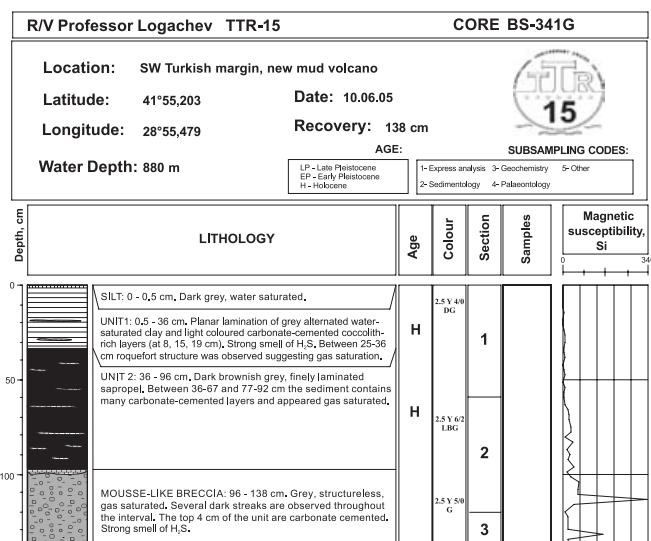 R/V Professor Logachev TTR-15
CORE BS-341G
Location: SW Turkish margin, new mud volcano
Latitude: 41°55,203
Date: 10.06.05
Longitude: 28°55,479
Recovery: 138 cm
Water Depth: 880 m
TTR
15
AGE:
LP - Late Pleistocene
EP - Early Pleistocene
H - Holocene
SUBSAMPLING CODES:
1- Express analysis 3- Geochemistry 5- Other
2- Sedimentology 4- Palaeontology
Depth, cm
LITHOLOGY
Age
Colour
Section
Samples
Magnetic
susceptibility,
Si
0 34
0
50
100
SILT: 0 - 0.5 cm. Dark grey, water saturated.
UNIT1: 0.5 - 36 cm. Planar lamination of grey alternated water-
saturated clay and light coloured carbonate-cemented coccolith-
rich layers (at 8, 15, 19 cm). Strong smell of H₂S. Between 25-36
cm roquefort structure was observed suggesting gas saturation.
UNIT 2: 36 - 96 cm. Dark brownish grey, finely laminated
sapropel. Between 36-67 and 77-92 cm the sediment contains
many carbonate-cemented layers and appeared gas saturated.
MOUSSE-LIKE BRECCIA: 96 - 138 cm. Grey, structureless,
gas saturated. Several dark streaks are observed throughout
the interval. The top 4 cm of the unit are carbonate cemented.
Strong smell of H₂S.
H
H
2.5 Y 4/0
DG
2.5 Y 6/2
LBG
2.5 Y 5/0
G
1
2
3